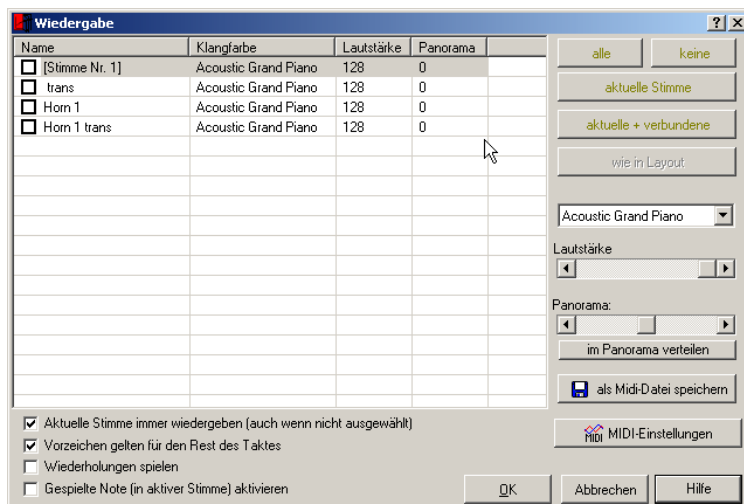 Wiedergabe
Name Klangfarbe Lautstärke Panorama
[Stimme Nr. 1] Acoustic Grand Piano 128 0
trans Acoustic Grand Piano 128 0
Horn 1 Acoustic Grand Piano 128 0
Horn 1 trans Acoustic Grand Piano 128 0
alle keine
aktuelle Stimme
aktuelle + verbundene
wie in Layout
Acoustic Grand Piano
Lautstärke
Panorama:
im Panorama verteilen
als Midi-Datei speichern
MIDI MIDI-Einstellungen
Aktuelle Stimme immer wiedergeben (auch wenn nicht ausgewählt)
Vorzeichen gelten für den Rest des Taktes
Wiederholungen spielen
Gespielte Note (in aktiver Stimme) aktivieren
OK Abbrechen Hilfe